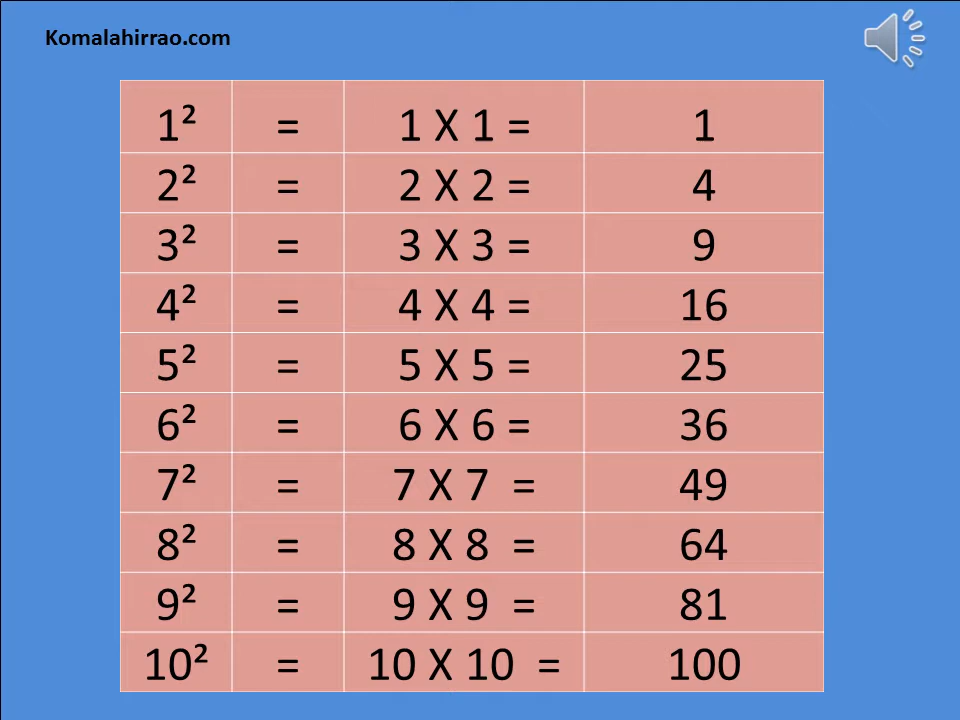 Komalahirrao.com
1² = 1 X 1 = 1
2² = 2 X 2 = 4
3² = 3 X 3 = 9
4² = 4 X 4 = 16
5² = 5 X 5 = 25
6² = 6 X 6 = 36
7² = 7 X 7 = 49
8² = 8 X 8 = 64
9² = 9 X 9 = 81
10² = 10 X 10 = 100